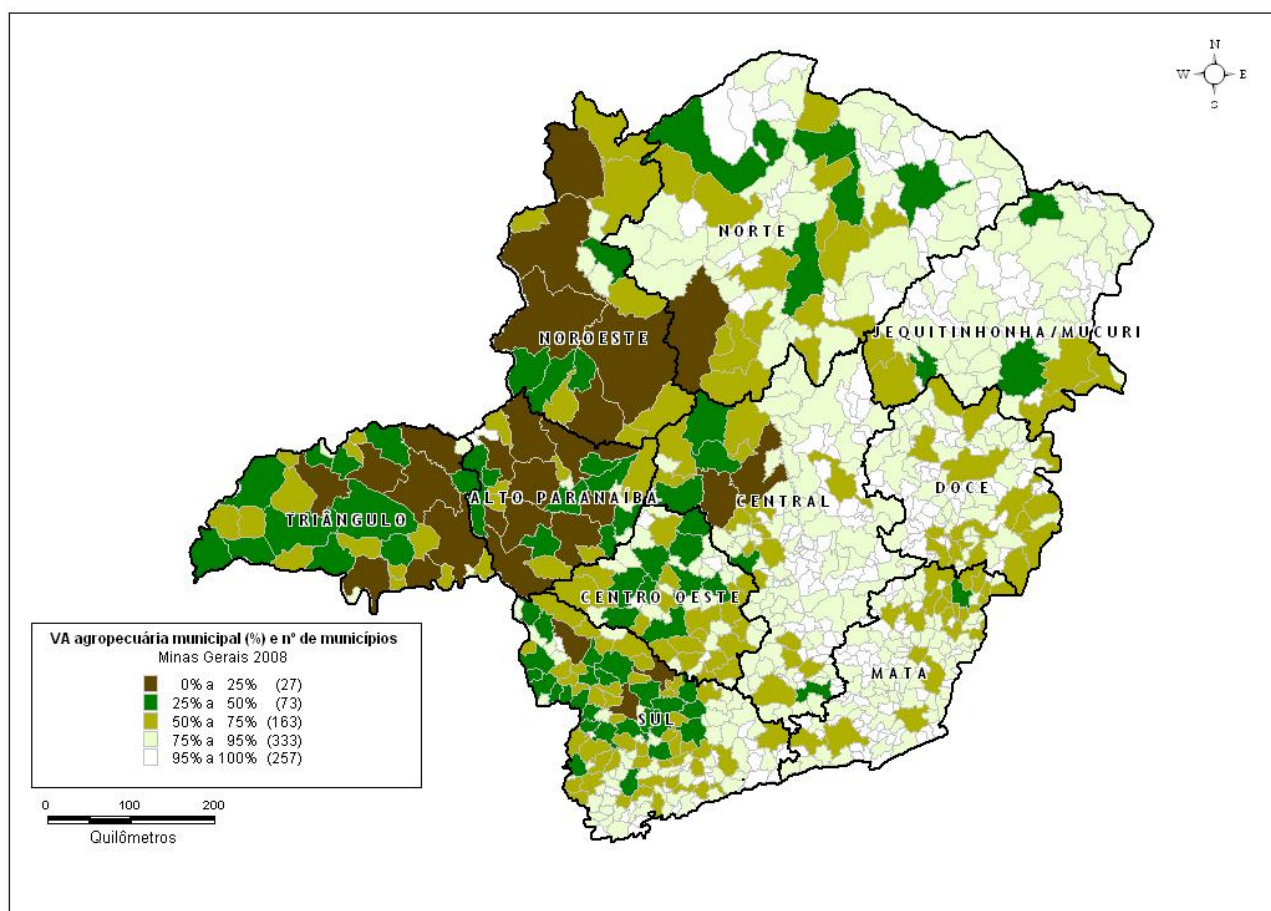 N
W E
S
NORTE
JEQUITINHONHA/MUCURI
NOROESTE
ALTO PARANAÍBA
CENTRAL
DOCE
TRIÂNGULO
CENTRO OESTE
MATA
SUL
VA agropecuária municipal (%) e nº de municípios
Minas Gerais 2008
0% a 25% (27)
25% a 50% (73)
50% a 75% (163)
75% a 95% (333)
95% a 100% (257)
0 100 200
Quilômetros